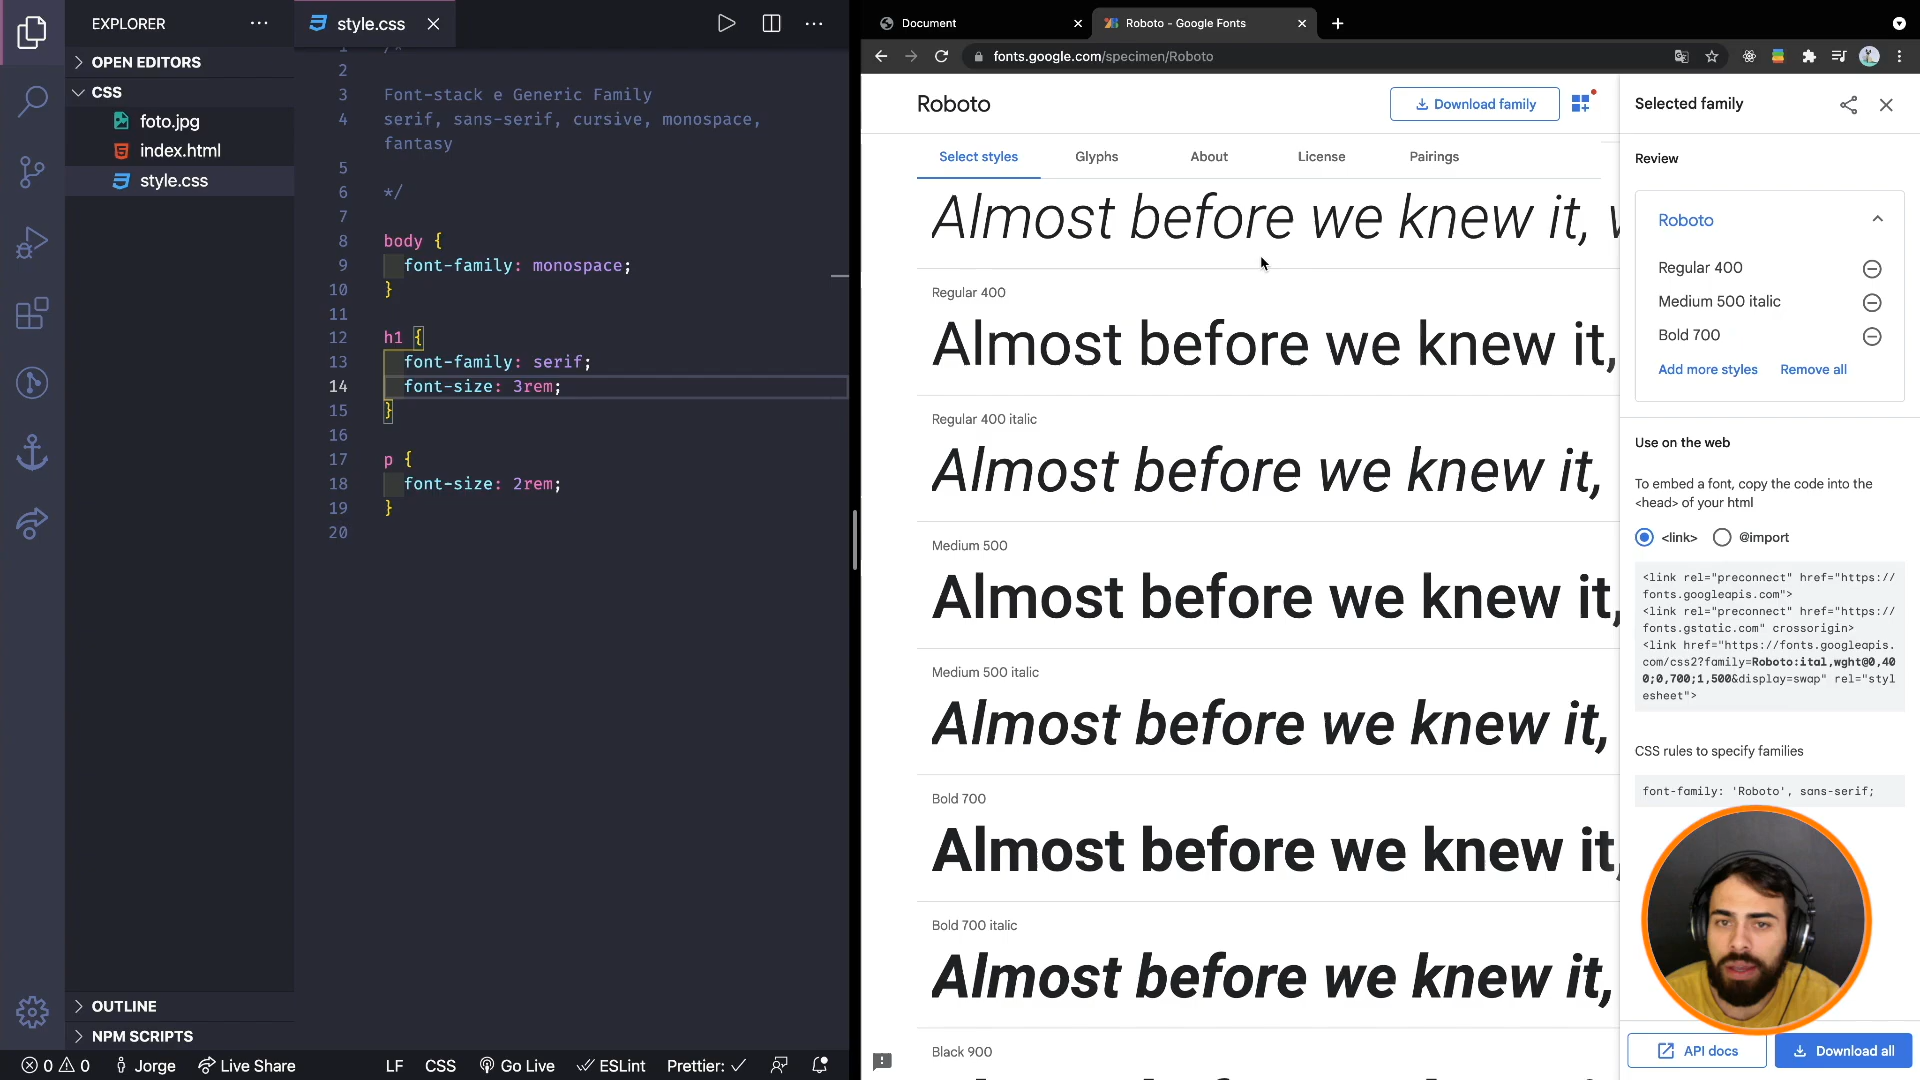 EXPLORER
OPEN EDITORS
CSS
foto.jpg
index.html
style.css
OUTLINE
NPM SCRIPTS
style.css
1 /*
2
3 Font-stack e Generic Family
4 serif, sans-serif, cursive, monospace,
fantasy
5
6 */
7
8 body {
9 font-family: monospace;
10 }
11
12 h1 {
13 font-family: serif;
14 font-size: 3rem;
15 }
16
17 p {
18 font-size: 2rem;
19 }
20
0 0 Jorge Live Share LF CSS Go Live ESLint Prettier:
Document
Roboto - Google Fonts
fonts.google.com/specimen/Roboto
Roboto
Download family
Select styles Glyphs About License Pairings
Almost before we knew it, w
Regular 400
Almost before we knew it,
Regular 400 italic
Almost before we knew it,
Medium 500
Almost before we knew it,
Medium 500 italic
Almost before we knew it,
Bold 700
Almost before we knew it,
Bold 700 italic
Almost before we knew it,
Black 900
Selected family
Review
Roboto
Regular 400
Medium 500 italic
Bold 700
Add more styles Remove all
Use on the web
To embed a font, copy the code into the
<head> of your html
<link> @import
<link rel="preconnect" href="https://
fonts.googleapis.com">
<link rel="preconnect" href="https://
fonts.gstatic.com" crossorigin>
<link href="https://fonts.googleapis.
com/css2?family=Roboto:ital,wght@0,40
0;0,700;1,500&display=swap" rel="styl
esheet">
CSS rules to specify families
font-family: 'Roboto', sans-serif;
API docs
Download all